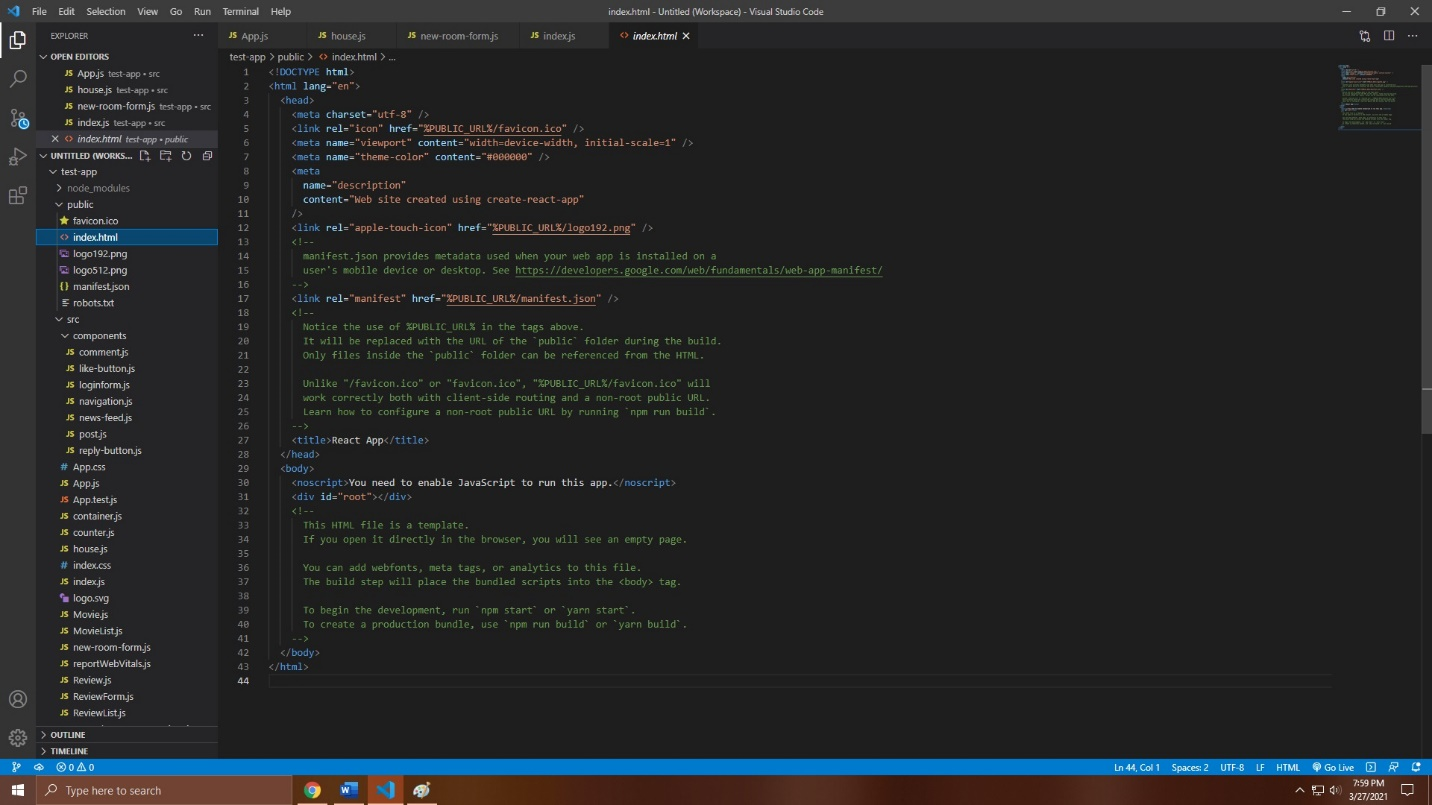 File Edit Selection View Go Run Terminal Help
index.html - Untitled (Workspace) - Visual Studio Code
EXPLORER
OPEN EDITORS
JS App.js test-app • src
JS house.js test-app • src
JS new-room-form.js test-app • src
JS index.js test-app • src
<> index.html test-app • public
UNTITLED (WORKS...
test-app
node_modules
public
favicon.ico
<> index.html
logo192.png
logo512.png
{} manifest.json
robots.txt
src
components
JS comment.js
JS like-button.js
JS loginform.js
JS navigation.js
JS news-feed.js
JS post.js
JS reply-button.js
# App.css
JS App.js
JS App.test.js
JS container.js
JS counter.js
JS house.js
# index.css
JS index.js
logo.svg
JS Movie.js
JS MovieList.js
JS new-room-form.js
JS reportWebVitals.js
JS Review.js
JS ReviewForm.js
JS ReviewList.js
OUTLINE
TIMELINE
JS App.js JS house.js JS new-room-form.js JS index.js <> index.html
test-app > public > <> index.html > ...
1 <!DOCTYPE html>
2 <html lang="en">
3 <head>
4 <meta charset="utf-8" />
5 <link rel="icon" href="%PUBLIC_URL%/favicon.ico" />
6 <meta name="viewport" content="width=device-width, initial-scale=1" />
7 <meta name="theme-color" content="#000000" />
8 <meta
9 name="description"
10 content="Web site created using create-react-app"
11 />
12 <link rel="apple-touch-icon" href="%PUBLIC_URL%/logo192.png" />
13 <!--
14 manifest.json provides metadata used when your web app is installed on a
15 user's mobile device or desktop. See https://developers.google.com/web/fundamentals/web-app-manifest/
16 -->
17 <link rel="manifest" href="%PUBLIC_URL%/manifest.json" />
18 <!--
19 Notice the use of %PUBLIC_URL% in the tags above.
20 It will be replaced with the URL of the `public` folder during the build.
21 Only files inside the `public` folder can be referenced from the HTML.
22
23 Unlike "/favicon.ico" or "favicon.ico", "%PUBLIC_URL%/favicon.ico" will
24 work correctly both with client-side routing and a non-root public URL.
25 Learn how to configure a non-root public URL by running `npm run build`.
26 -->
27 <title>React App</title>
28 </head>
29 <body>
30 <noscript>You need to enable JavaScript to run this app.</noscript>
31 <div id="root"></div>
32 <!--
33 This HTML file is a template.
34 If you open it directly in the browser, you will see an empty page.
35
36 You can add webfonts, meta tags, or analytics to this file.
37 The build step will place the bundled scripts into the <body> tag.
38
39 To begin the development, run `npm start` or `yarn start`.
40 To create a production bundle, use `npm run build` or `yarn build`.
41 -->
42 </body>
43 </html>
44
0 0 Ln 44, Col 1 Spaces: 2 UTF-8 LF HTML Go Live
Type here to search
7:59 PM
3/27/2021